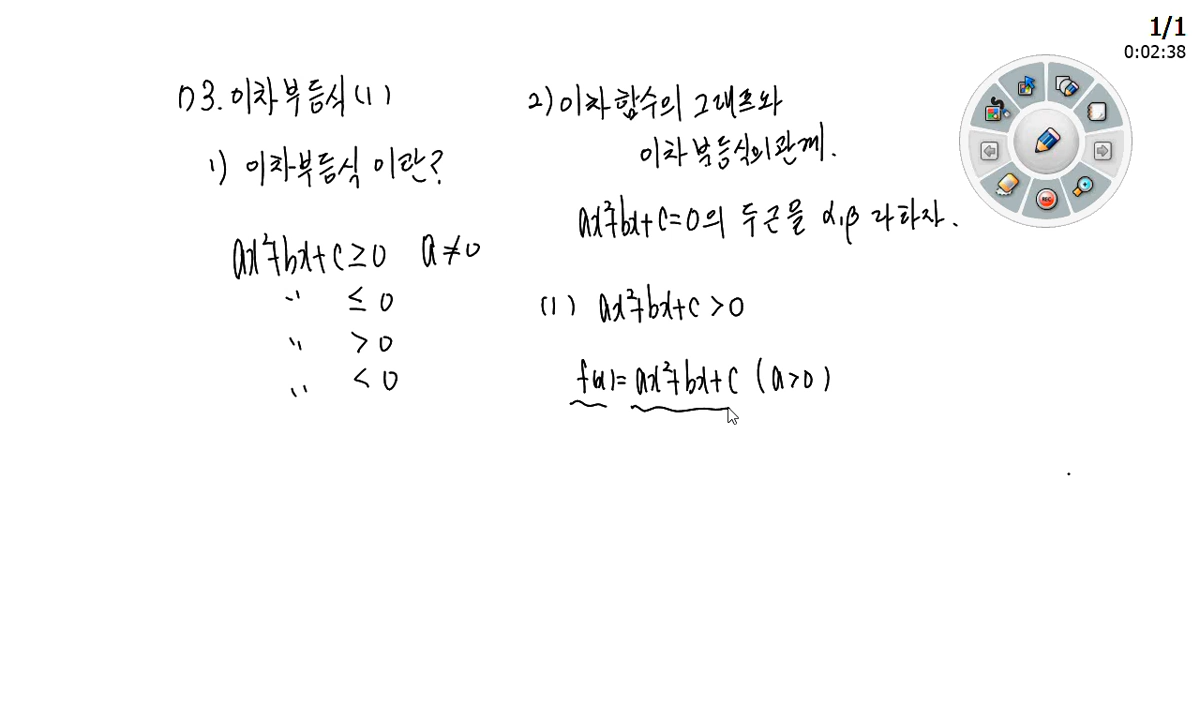 03. 이차부등식(1)
1) 이차부등식 이란?
ax²+bx+c≥0 a≠0
〃 ≤0
〃 >0
〃 <0
2) 이차함수의 그래프와
이차부등식의 관계.
ax²+bx+c=0의 두근을 α,β 라하자.
(1) ax²+bx+c>0
f(x)=ax²+bx+c (a>0)
1/1
0:02:38
REC